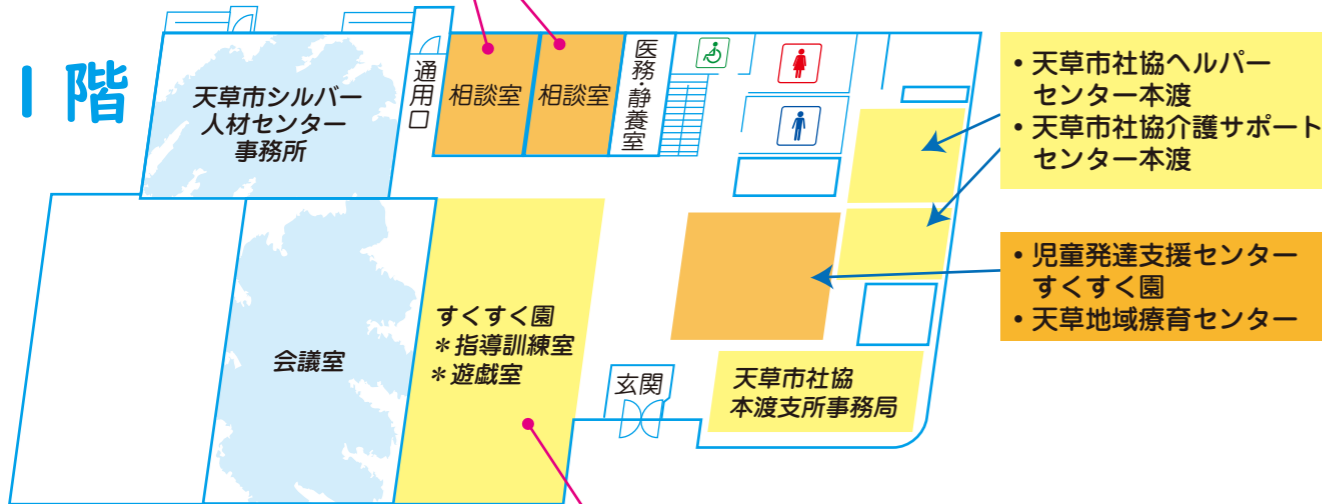 1階
天草市シルバー
人材センター
事務所
通用口
相談室
相談室
医務・静養室
会議室
すくすく園
＊指導訓練室
＊遊戯室
玄関
天草市社協
本渡支所事務局
・天草市社協ヘルパー
センター本渡
・天草市社協介護サポート
センター本渡
・児童発達支援センター
すくすく園
・天草地域療育センター